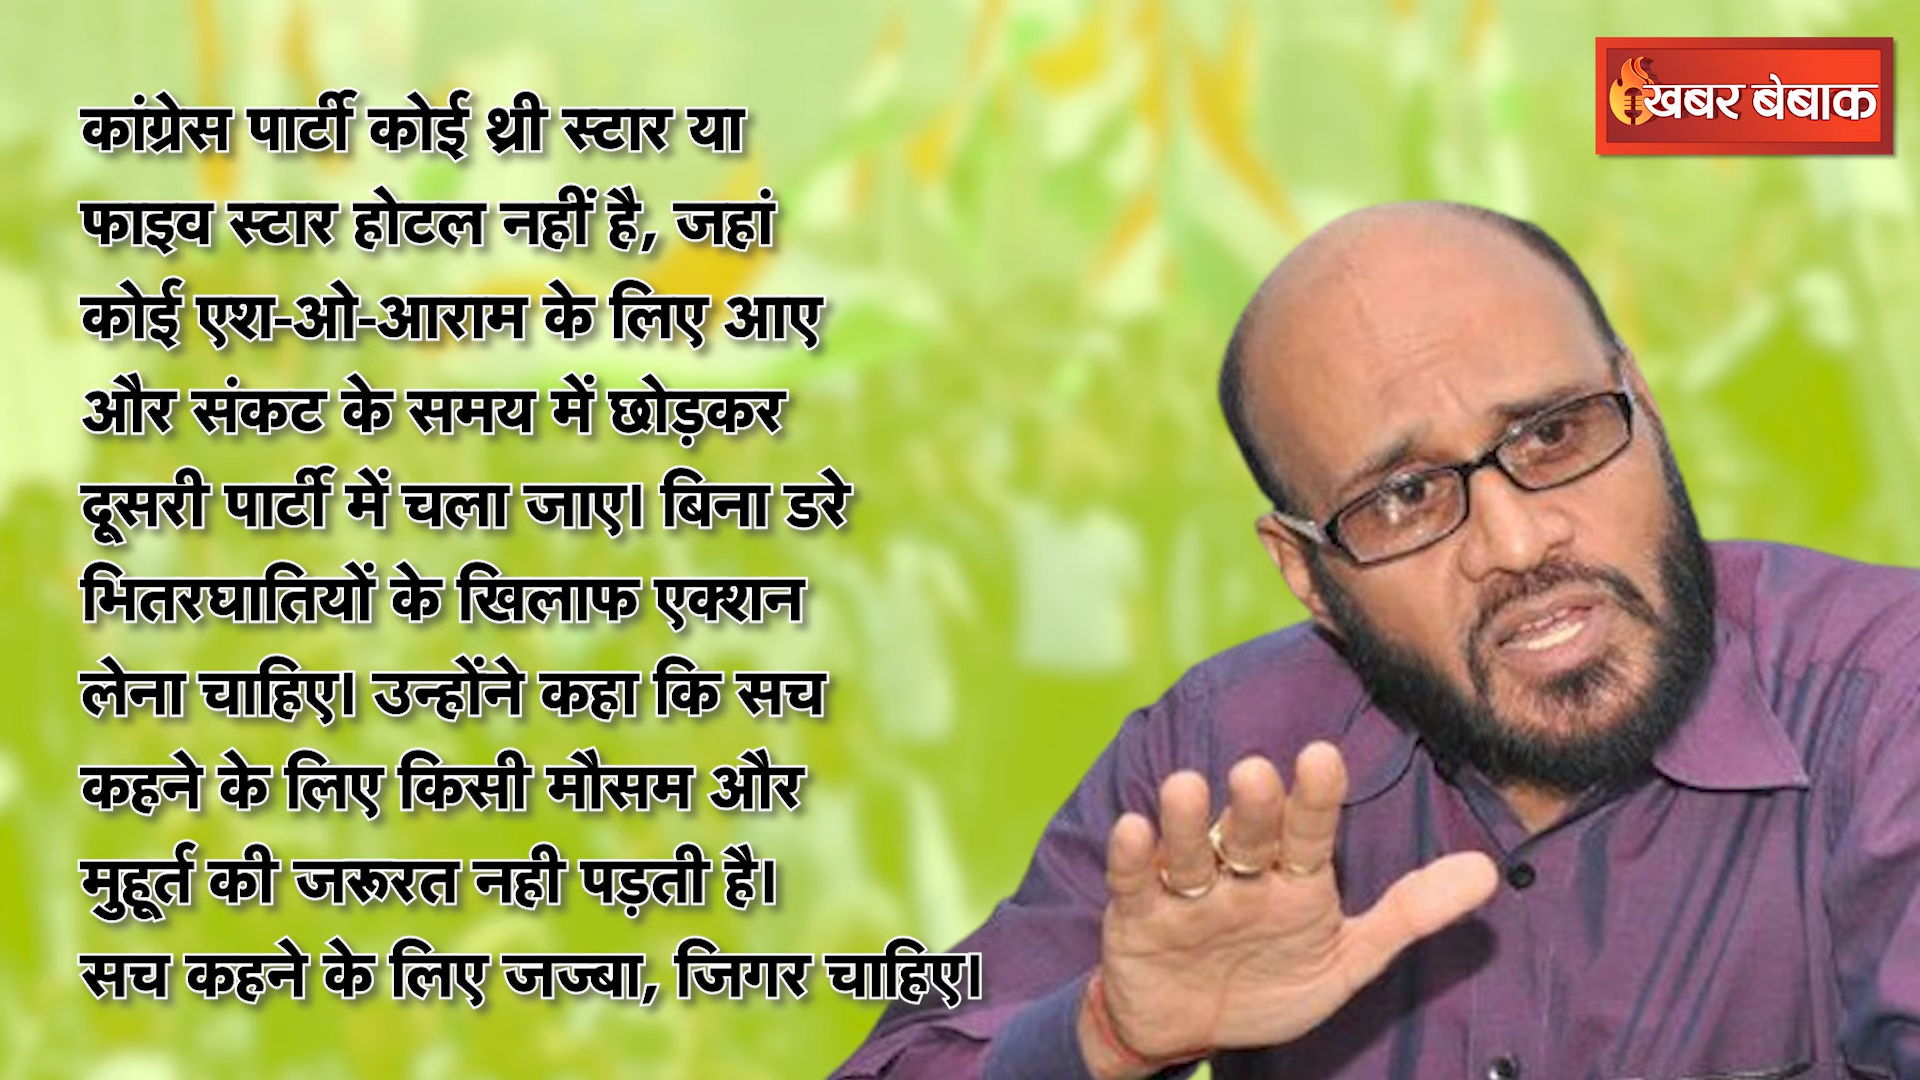 खबर बेबाक
कांग्रेस पार्टी कोई थ्री स्टार या
फाइव स्टार होटल नहीं है, जहां
कोई एश-ओ-आराम के लिए आए
और संकट के समय में छोड़कर
दूसरी पार्टी में चला जाए। बिना डरे
भितरघातियों के खिलाफ एक्शन
लेना चाहिए। उन्होंने कहा कि सच
कहने के लिए किसी मौसम और
मुहूर्त की जरूरत नही पड़ती है।
सच कहने के लिए जज्बा, जिगर चाहिए।